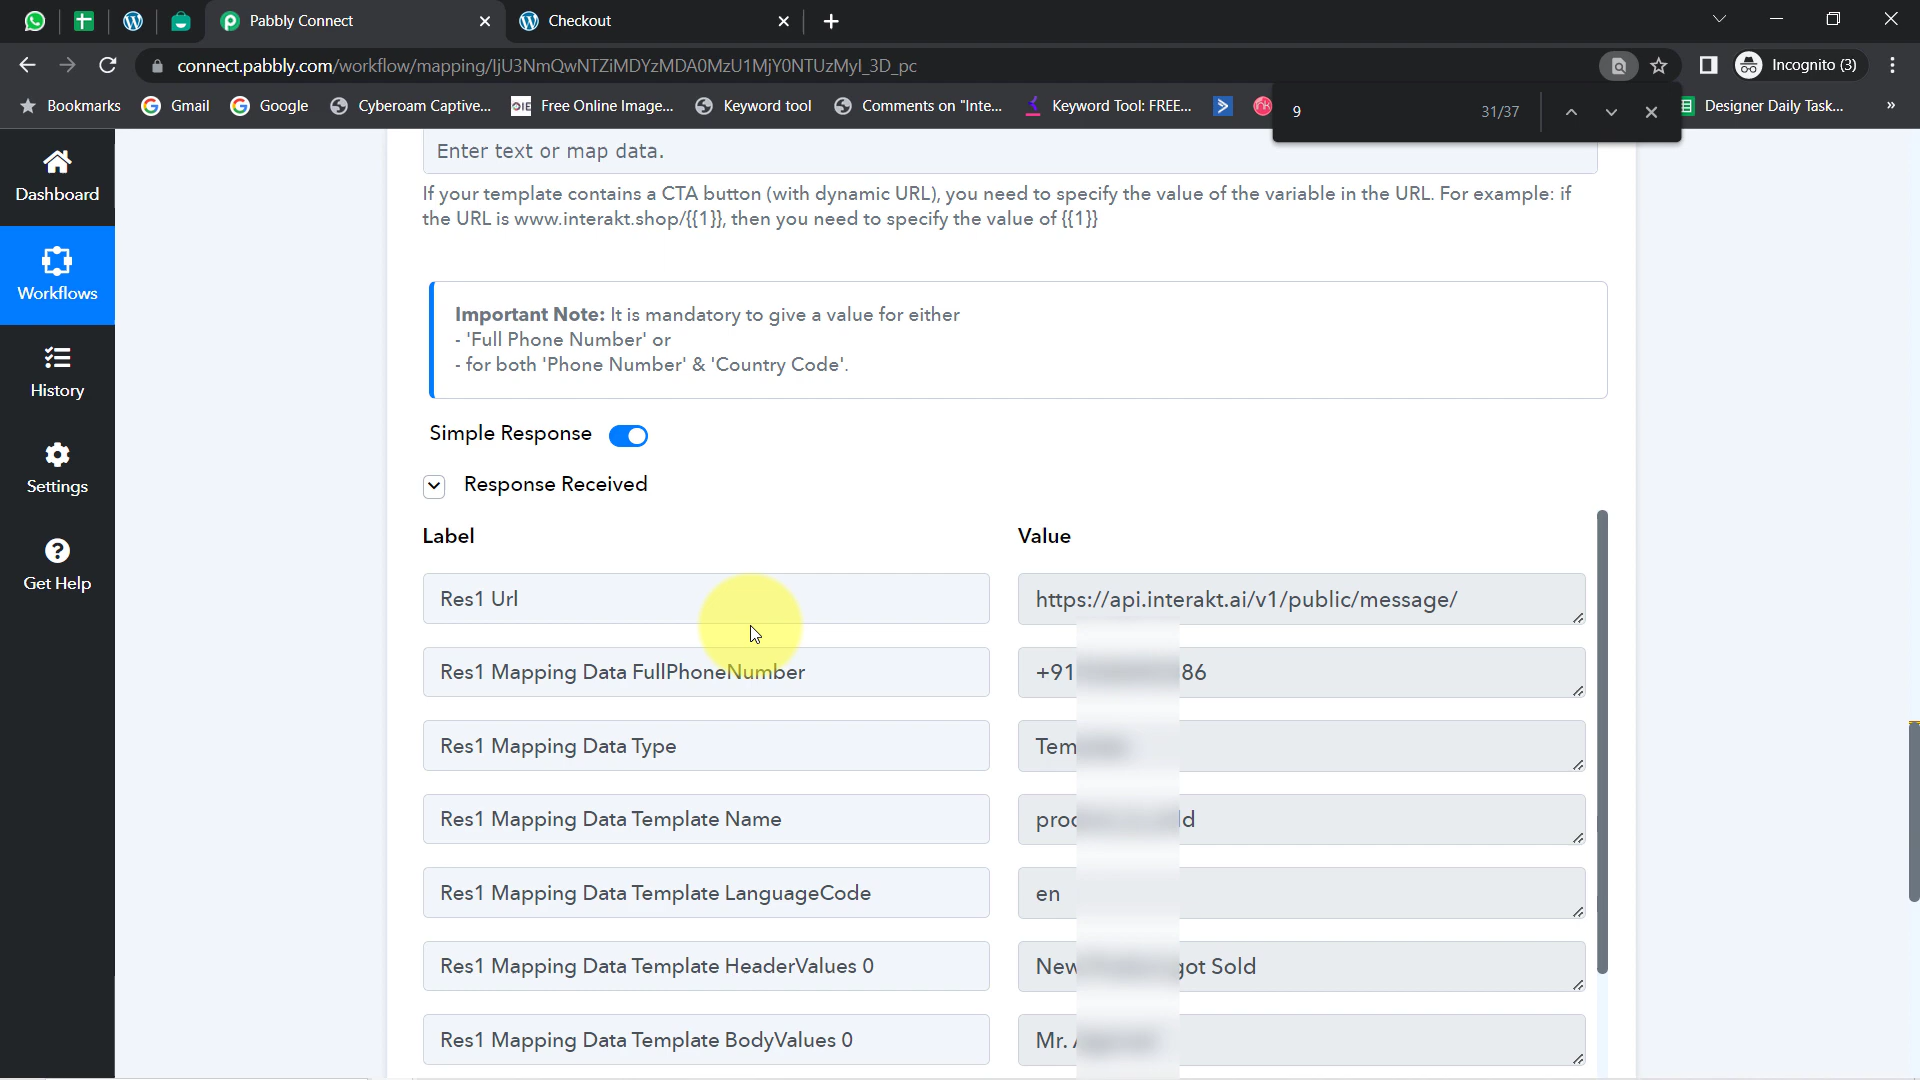 Pabbly Connect
Checkout
connect.pabbly.com/workflow/mapping/IjU3NmQwNTZiMDYzMDA0MzU1MjY0NTUzMyI_3D_pc
Incognito (3)
Bookmarks
Gmail
Google
Cyberoam Captive...
OIE
Free Online Image...
Keyword tool
Comments on "Inte...
Keyword Tool: FREE...
9
31/37
Designer Daily Task...
»
Dashboard
Workflows
History
Settings
Get Help
Enter text or map data.
If your template contains a CTA button (with dynamic URL), you need to specify the value of the variable in the URL. For example: if
the URL is www.interakt.shop/{{1}}, then you need to specify the value of {{1}}
Important Note: It is mandatory to give a value for either
- 'Full Phone Number' or
- for both 'Phone Number' & 'Country Code'.
Simple Response
Response Received
Label
Value
Res1 Url
https://api.interakt.ai/v1/public/message/
Res1 Mapping Data FullPhoneNumber
+91 86
Res1 Mapping Data Type
Tem
Res1 Mapping Data Template Name
prod d
Res1 Mapping Data Template LanguageCode
en
Res1 Mapping Data Template HeaderValues 0
New got Sold
Res1 Mapping Data Template BodyValues 0
Mr.